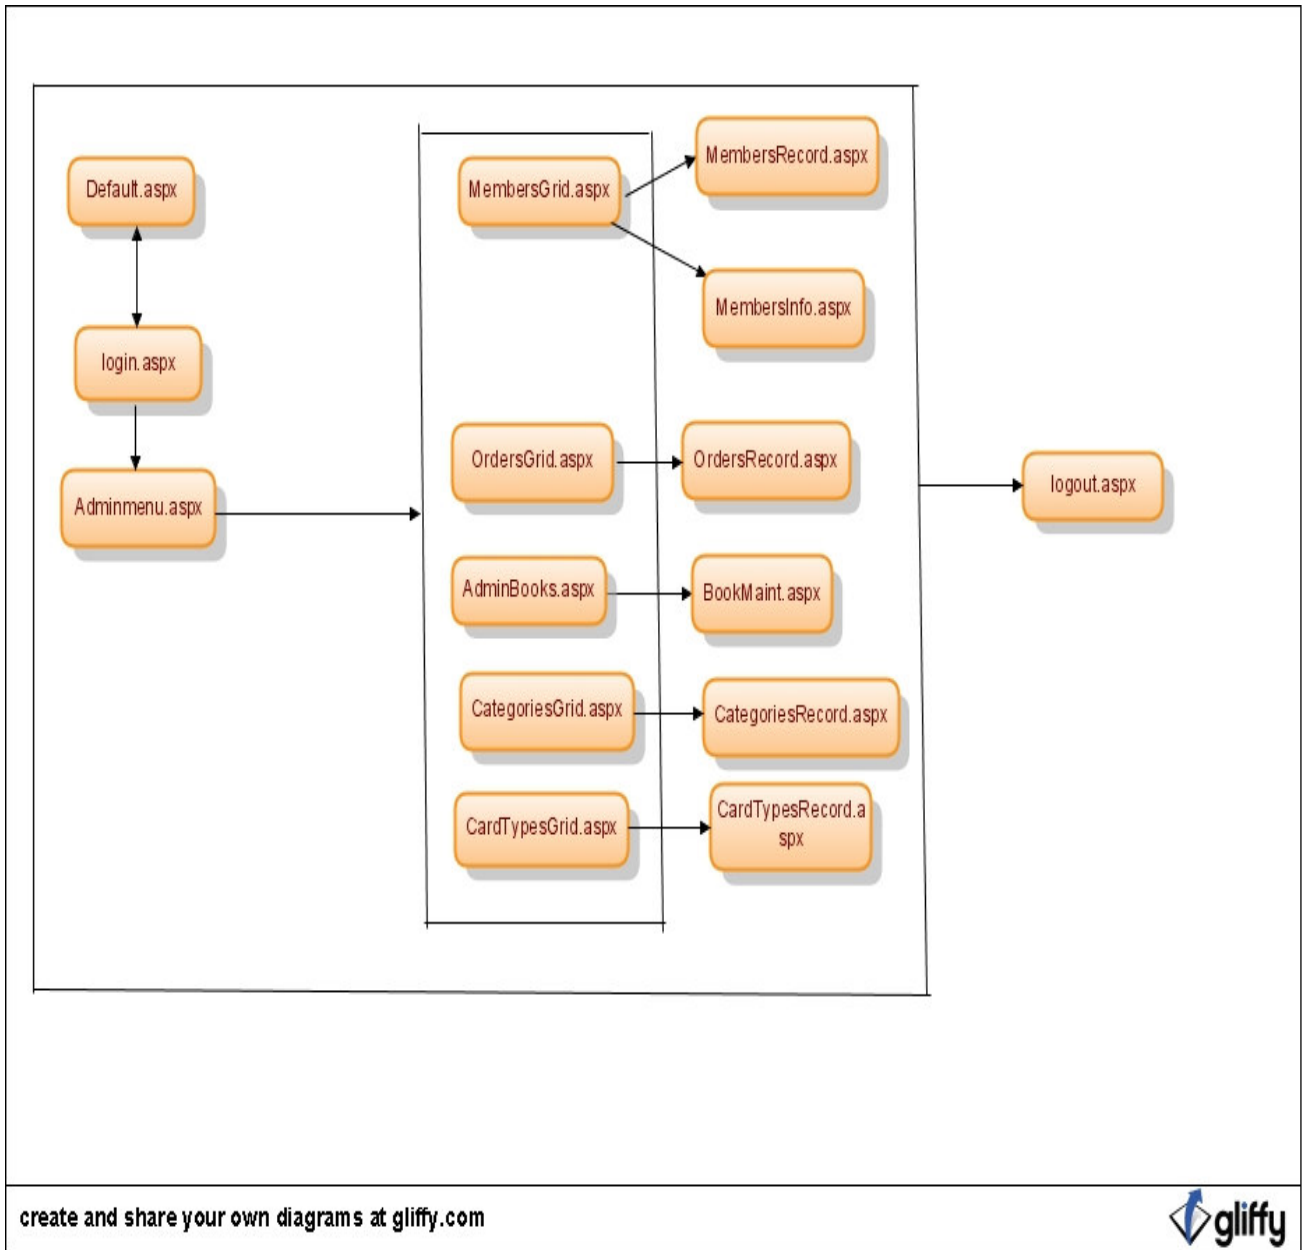 Default.aspx
login.aspx
Adminmenu.aspx
MembersGrid.aspx
MembersRecord.aspx
MembersInfo.aspx
OrdersGrid.aspx
OrdersRecord.aspx
AdminBooks.aspx
BookMaint.aspx
CategoriesGrid.aspx
CategoriesRecord.aspx
CardTypesGrid.aspx
CardTypesRecord.a
spx
logout.aspx
create and share your own diagrams at gliffy.com
gliffy